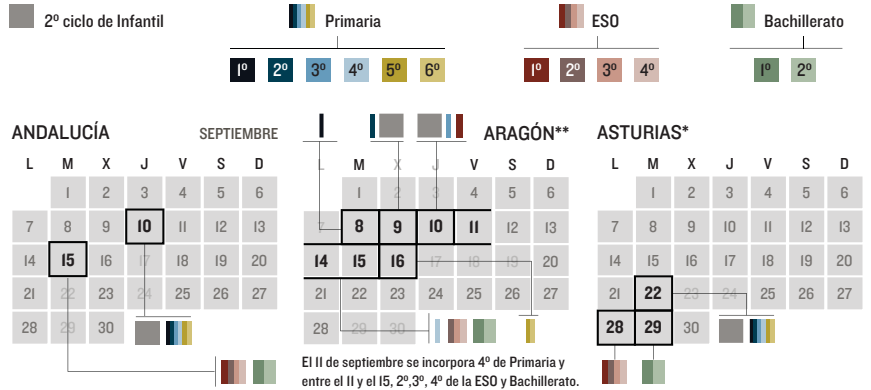 2º ciclo de Infantil
Primaria
ESO
Bachillerato
1º 2º 3º 4º 5º 6º
1º 2º 3º 4º
1º 2º
ANDALUCÍA SEPTIEMBRE
L M X J V S D
1 2 3 4 5 6
7 8 9 10 11 12 13
14 15 16 17 18 19 20
21 22 23 24 25 26 27
28 29 30
ARAGÓN**
L M X J V S D
1 2 3 4 5 6
7 8 9 10 11 12 13
14 15 16 17 18 19 20
21 22 23 24 25 26 27
28 29 30
El 11 de septiembre se incorpora 4º de Primaria y
entre el 11 y el 15, 2º,3º, 4º de la ESO y Bachillerato.
ASTURIAS*
L M X J V S D
1 2 3 4 5 6
7 8 9 10 11 12 13
14 15 16 17 18 19 20
21 22 23 24 25 26 27
28 29 30